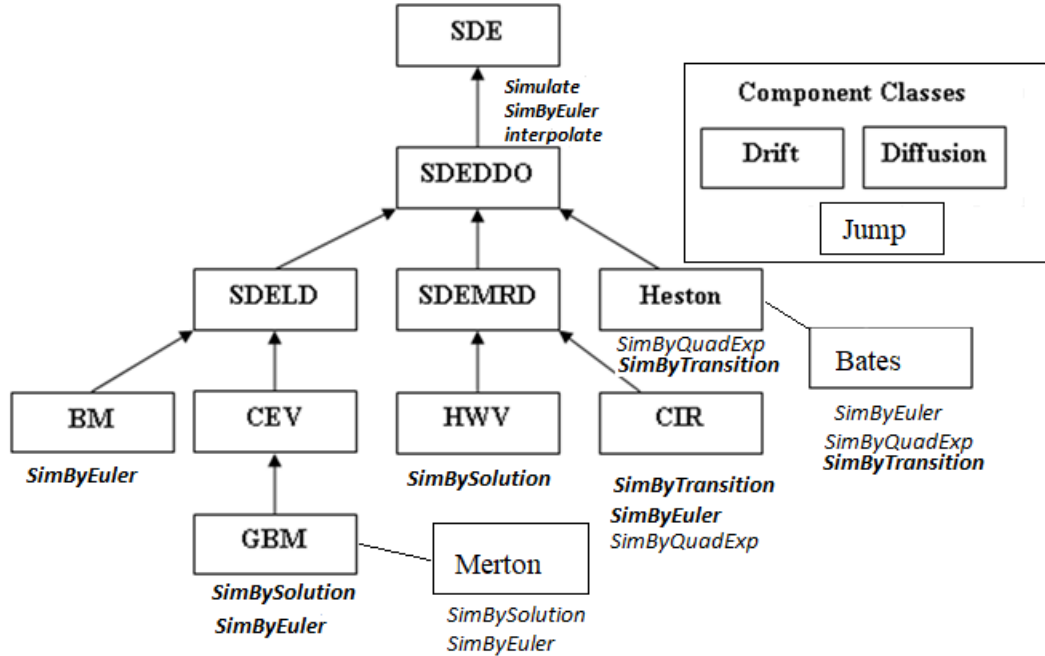 SDE
Simulate
SimByEuler
interpolate
Component Classes
Drift
Diffusion
Jump
SDEDDO
SDELD
SDEMRD
Heston
SimByQuadExp
SimByTransition
Bates
SimByEuler
SimByQuadExp
SimByTransition
BM
SimByEuler
CEV
HWV
SimBySolution
CIR
SimByTransition
SimByEuler
SimByQuadExp
GBM
SimBySolution
SimByEuler
Merton
SimBySolution
SimByEuler